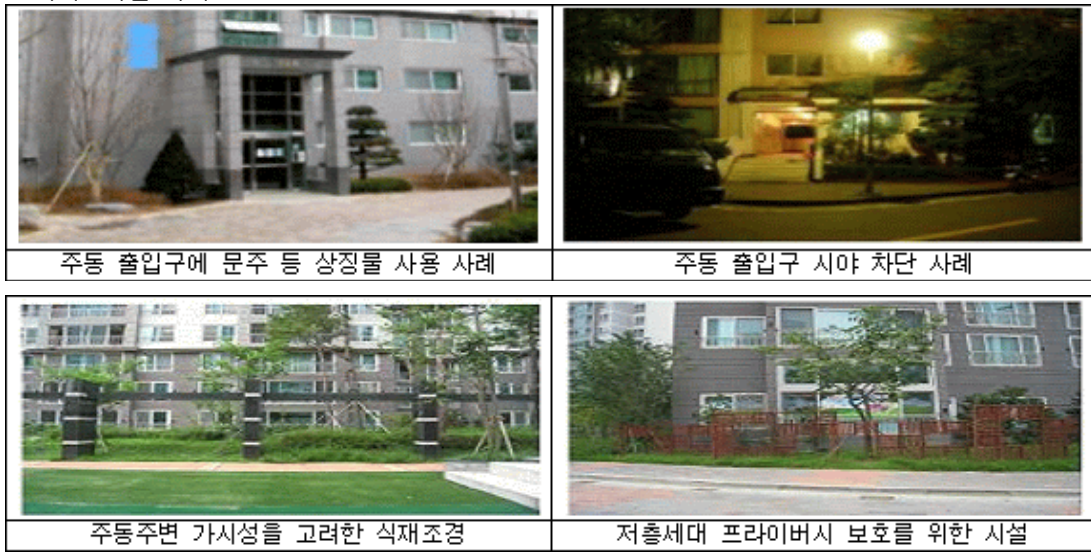 주동 출입구에 문주 등 상징물 사용 사례
주동 출입구 시야 차단 사례
주동주변 가시성을 고려한 식재조경
저층세대 프라이버시 보호를 위한 시설